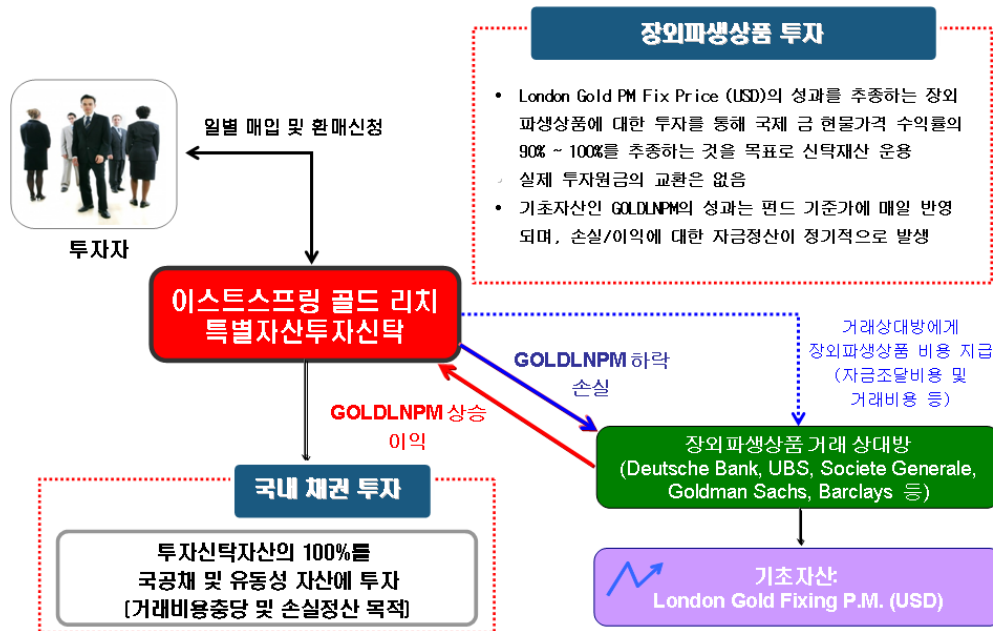 장외파생상품 투자
• London Gold PM Fix Price (USD)의 성과를 추종하는 장외
파생상품에 대한 투자를 통해 국제 금 현물가격 수익률의
90% ~ 100%를 추종하는 것을 목표로 신탁재산 운용
실제 투자원금의 교환은 없음
• 기초자산인 GOLDLNPM의 성과는 펀드 기준가에 매일 반영
되며, 손실/이익에 대한 자금정산이 정기적으로 발생
일별 매입 및 환매신청
투자자
이스트스프링 골드 리치
특별자산투자신탁
거래상대방에게
장외파생상품 비용 지급
(자금조달비용 및
거래비용 등)
GOLDLNPM 하락
손실
GOLDLNPM 상승
이익
장외파생상품 거래 상대방
(Deutsche Bank, UBS, Societe Generale,
Goldman Sachs, Barclays 등)
국내 채권 투자
투자신탁자산의 100%를
국공채 및 유동성 자산에 투자
(거래비용충당 및 손실정산 목적)
기초자산:
London Gold Fixing P.M. (USD)